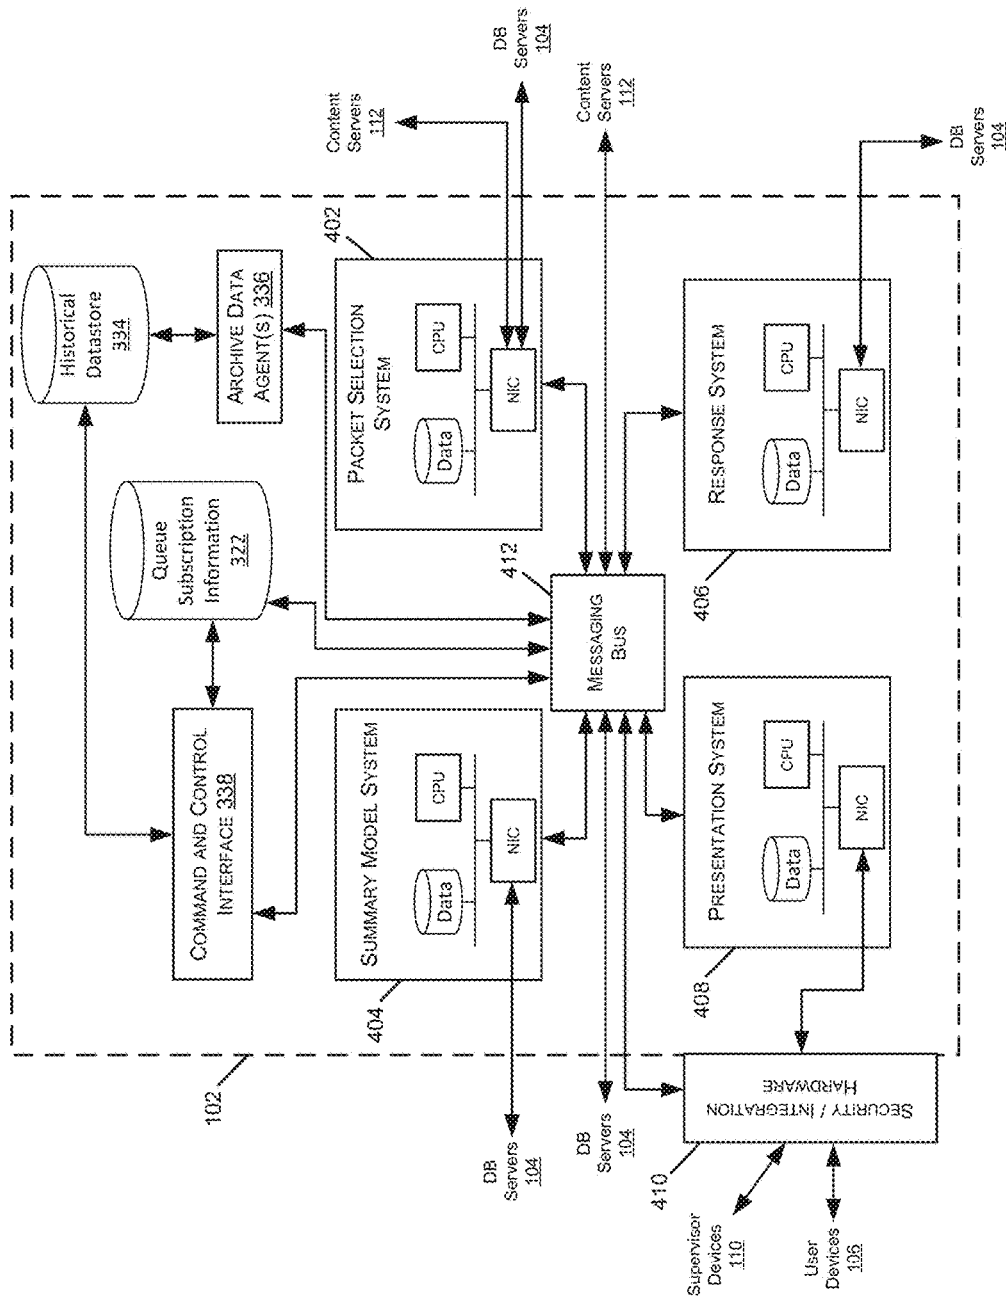 102
COMMAND AND CONTROL
INTERFACE 338
Queue
Subscription
Information
322
Historical
Datastore
334
ARCHIVE DATA
AGENT(S) 336
404
SUMMARY MODEL SYSTEM
Data
CPU
NIC
402
PACKET SELECTION
SYSTEM
Data
CPU
NIC
Content
Servers
112
DB
Servers
104
DB
Servers
104
DB
Servers
104
412
MESSAGING
BUS
Content
Servers
112
410
SECURITY / INTEGRATION
HARDWARE
Supervisor
Devices
110
User
Devices
106
408
PRESENTATION SYSTEM
Data
CPU
NIC
406
RESPONSE SYSTEM
Data
CPU
NIC
DB
Servers
104